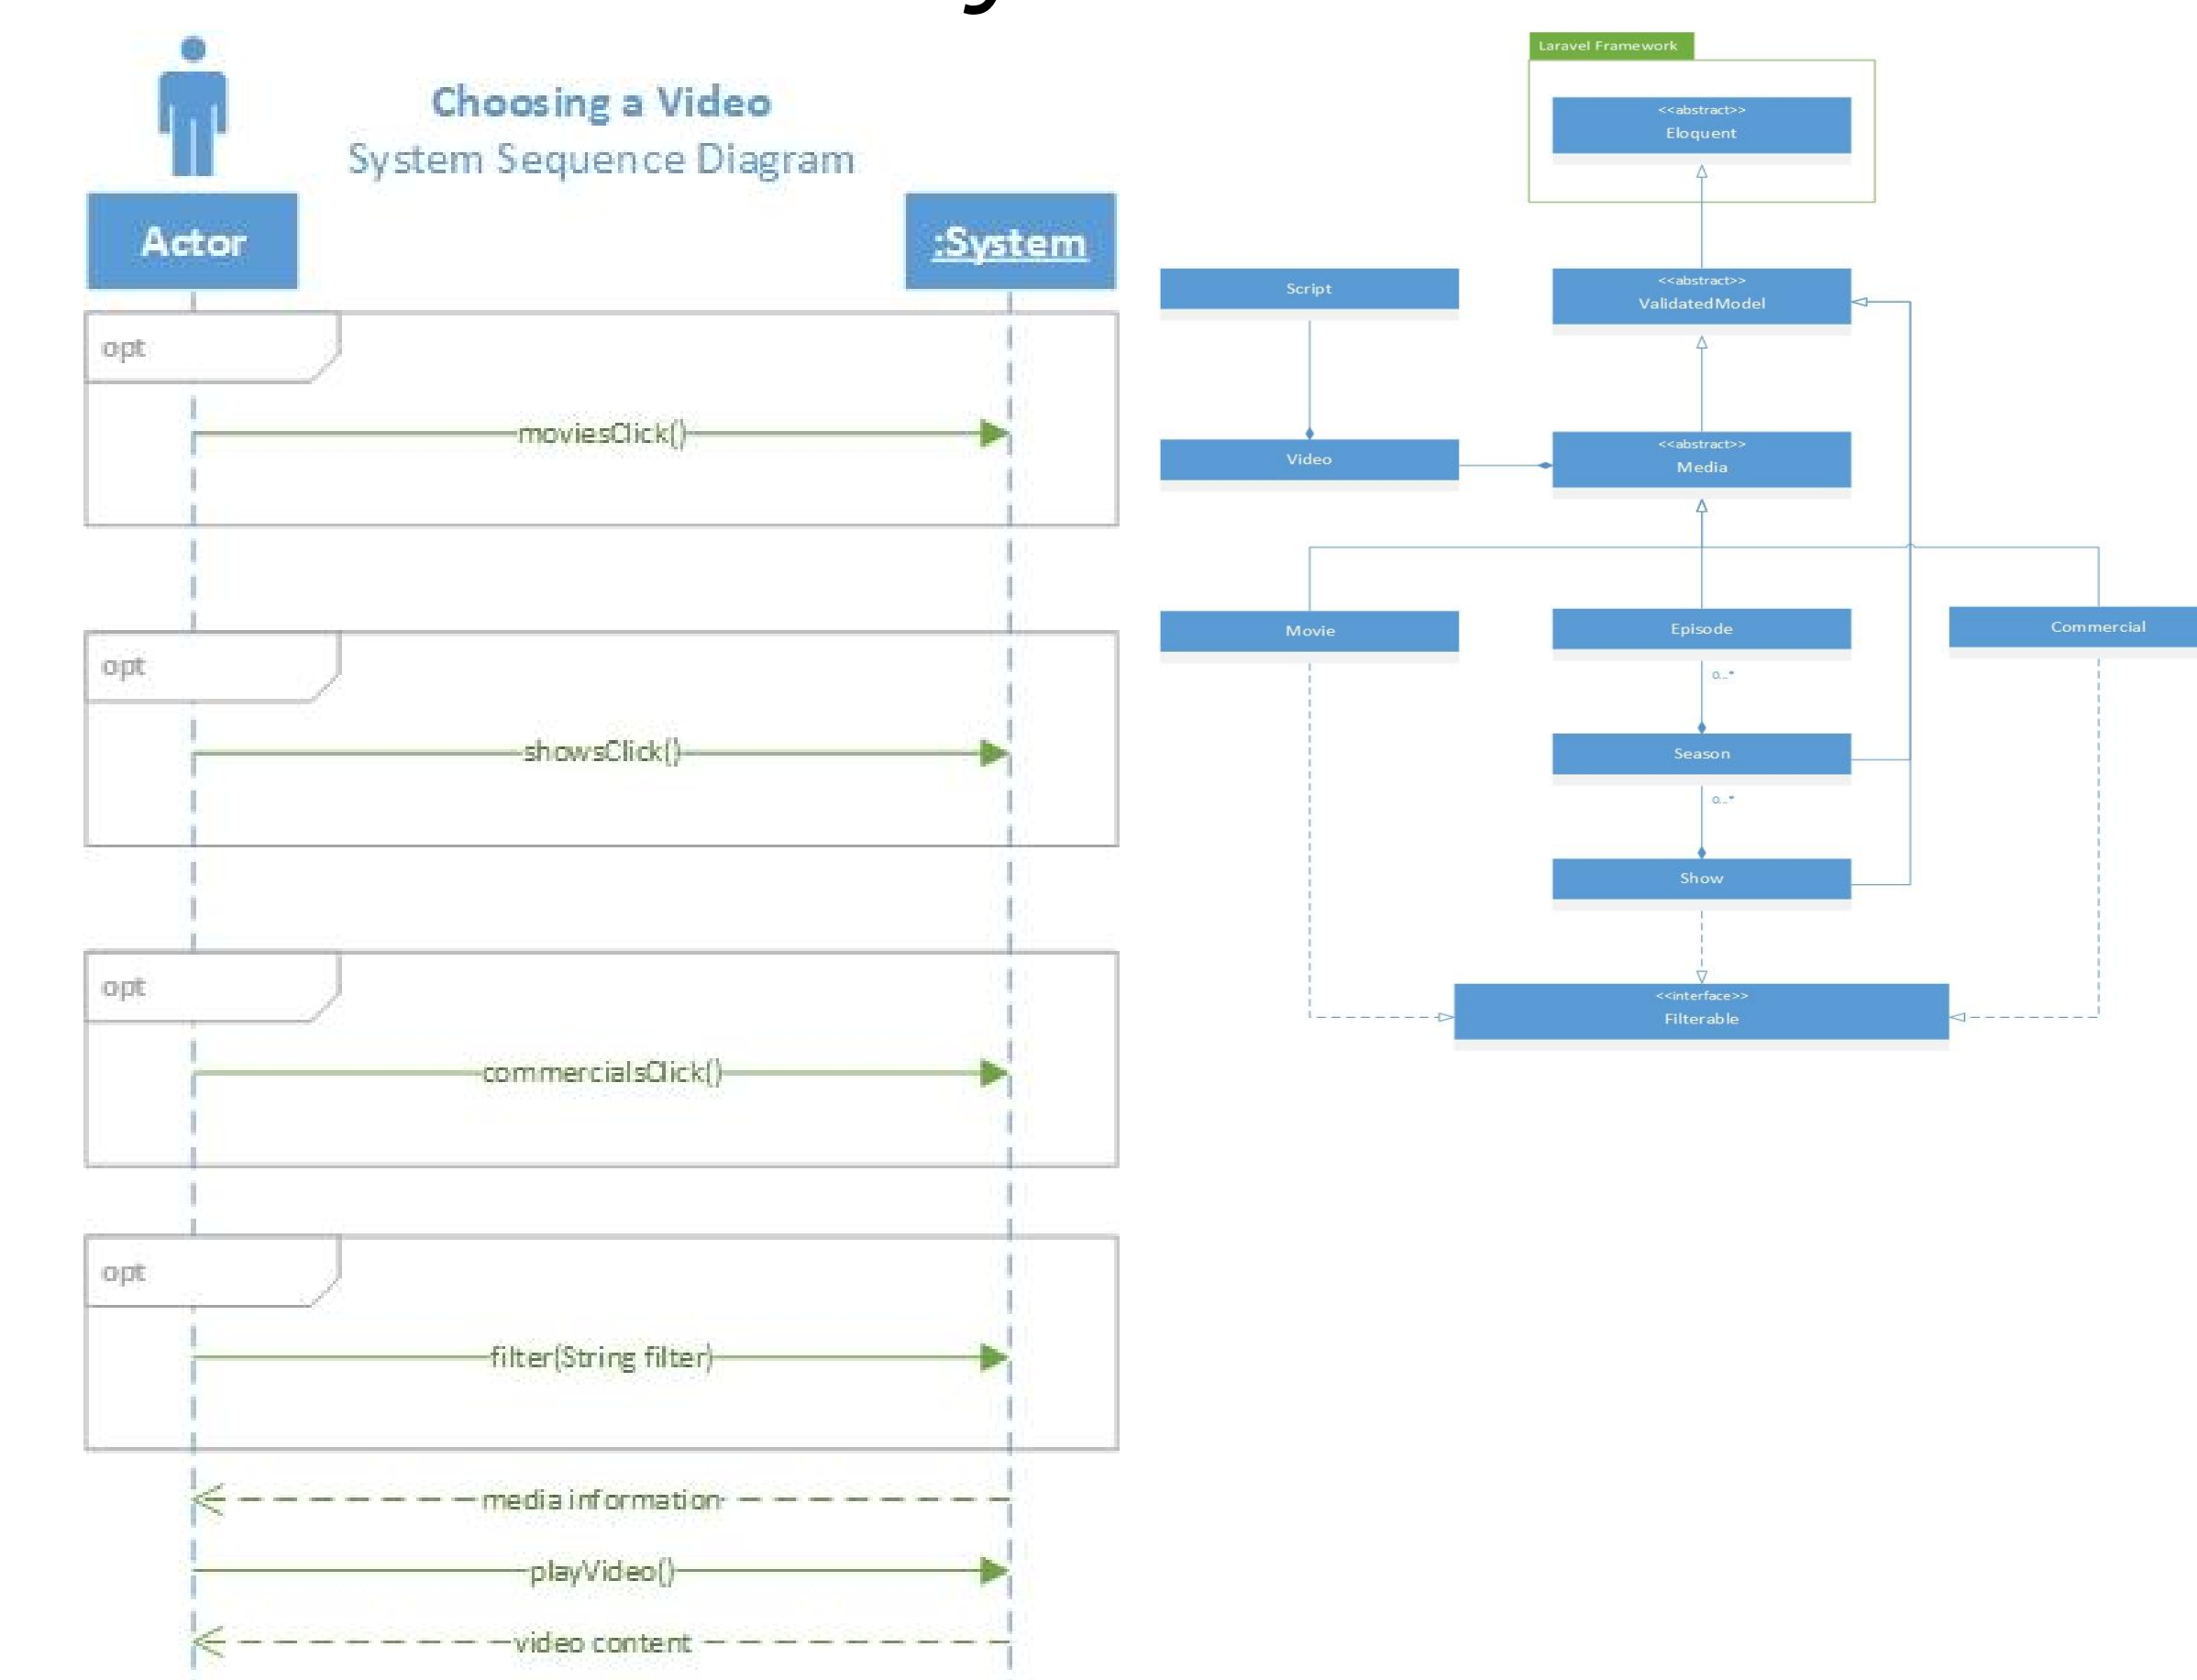 Choosing a Video
System Sequence Diagram
Actor
:System
opt
moviesClick()
opt
showsClick()
opt
commercialsClick()
opt
filter(String filter)
media information
playVideo()
video content
Laravel Framework
<<abstract>>
Eloquent
Script
<<abstract>>
ValidatedModel
Video
<<abstract>>
Media
Movie
Episode
Commercial
0...*
Season
0...*
Show
<<interface>>
Filterable